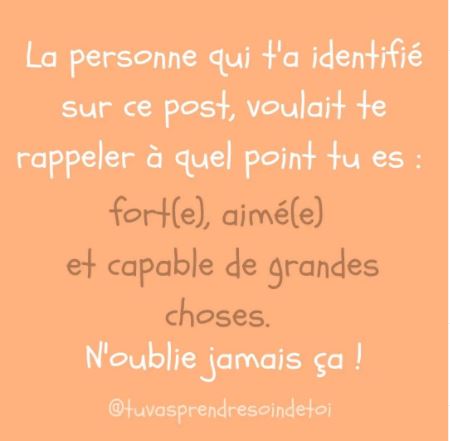 La personne qui t'a identifié
sur ce post, voulait te
rappeler à quel point tu es :
fort(e), aimé(e)
et capable de grandes
choses.
N'oublie jamais ça !
@tuvasprendresoindetoi